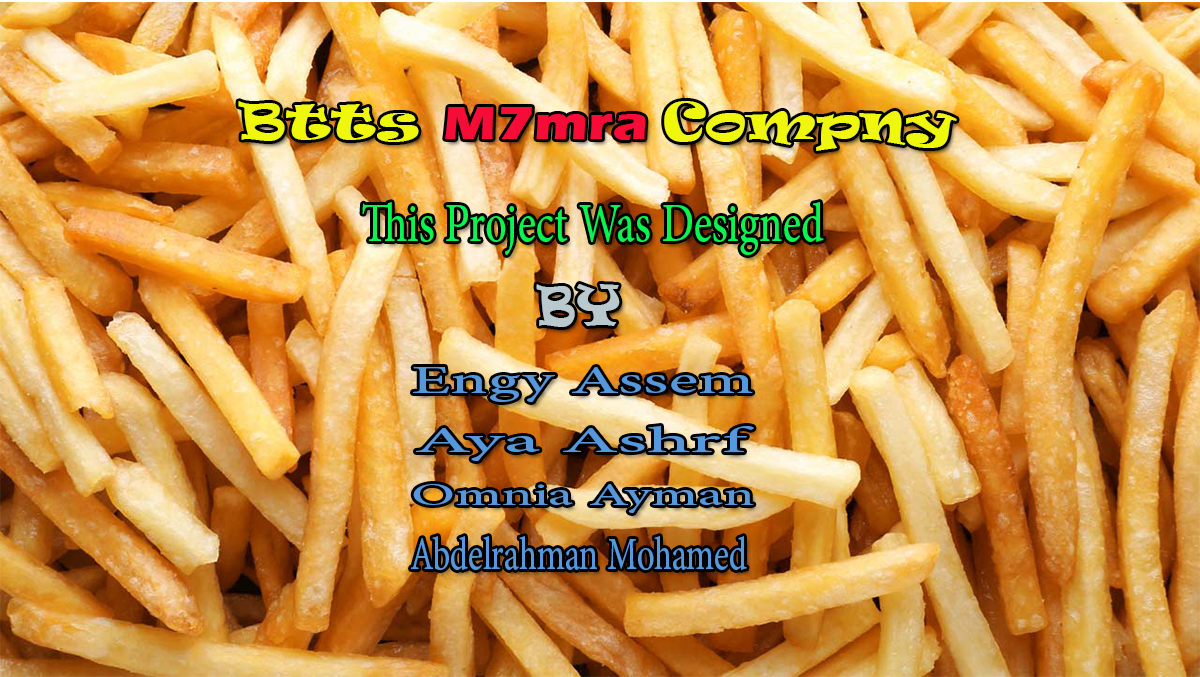 Btts M7mra Compny
This Project Was Designed
BY
Engy Assem
Aya Ashrf
Omnia Ayman
Abdelrahman Mohamed